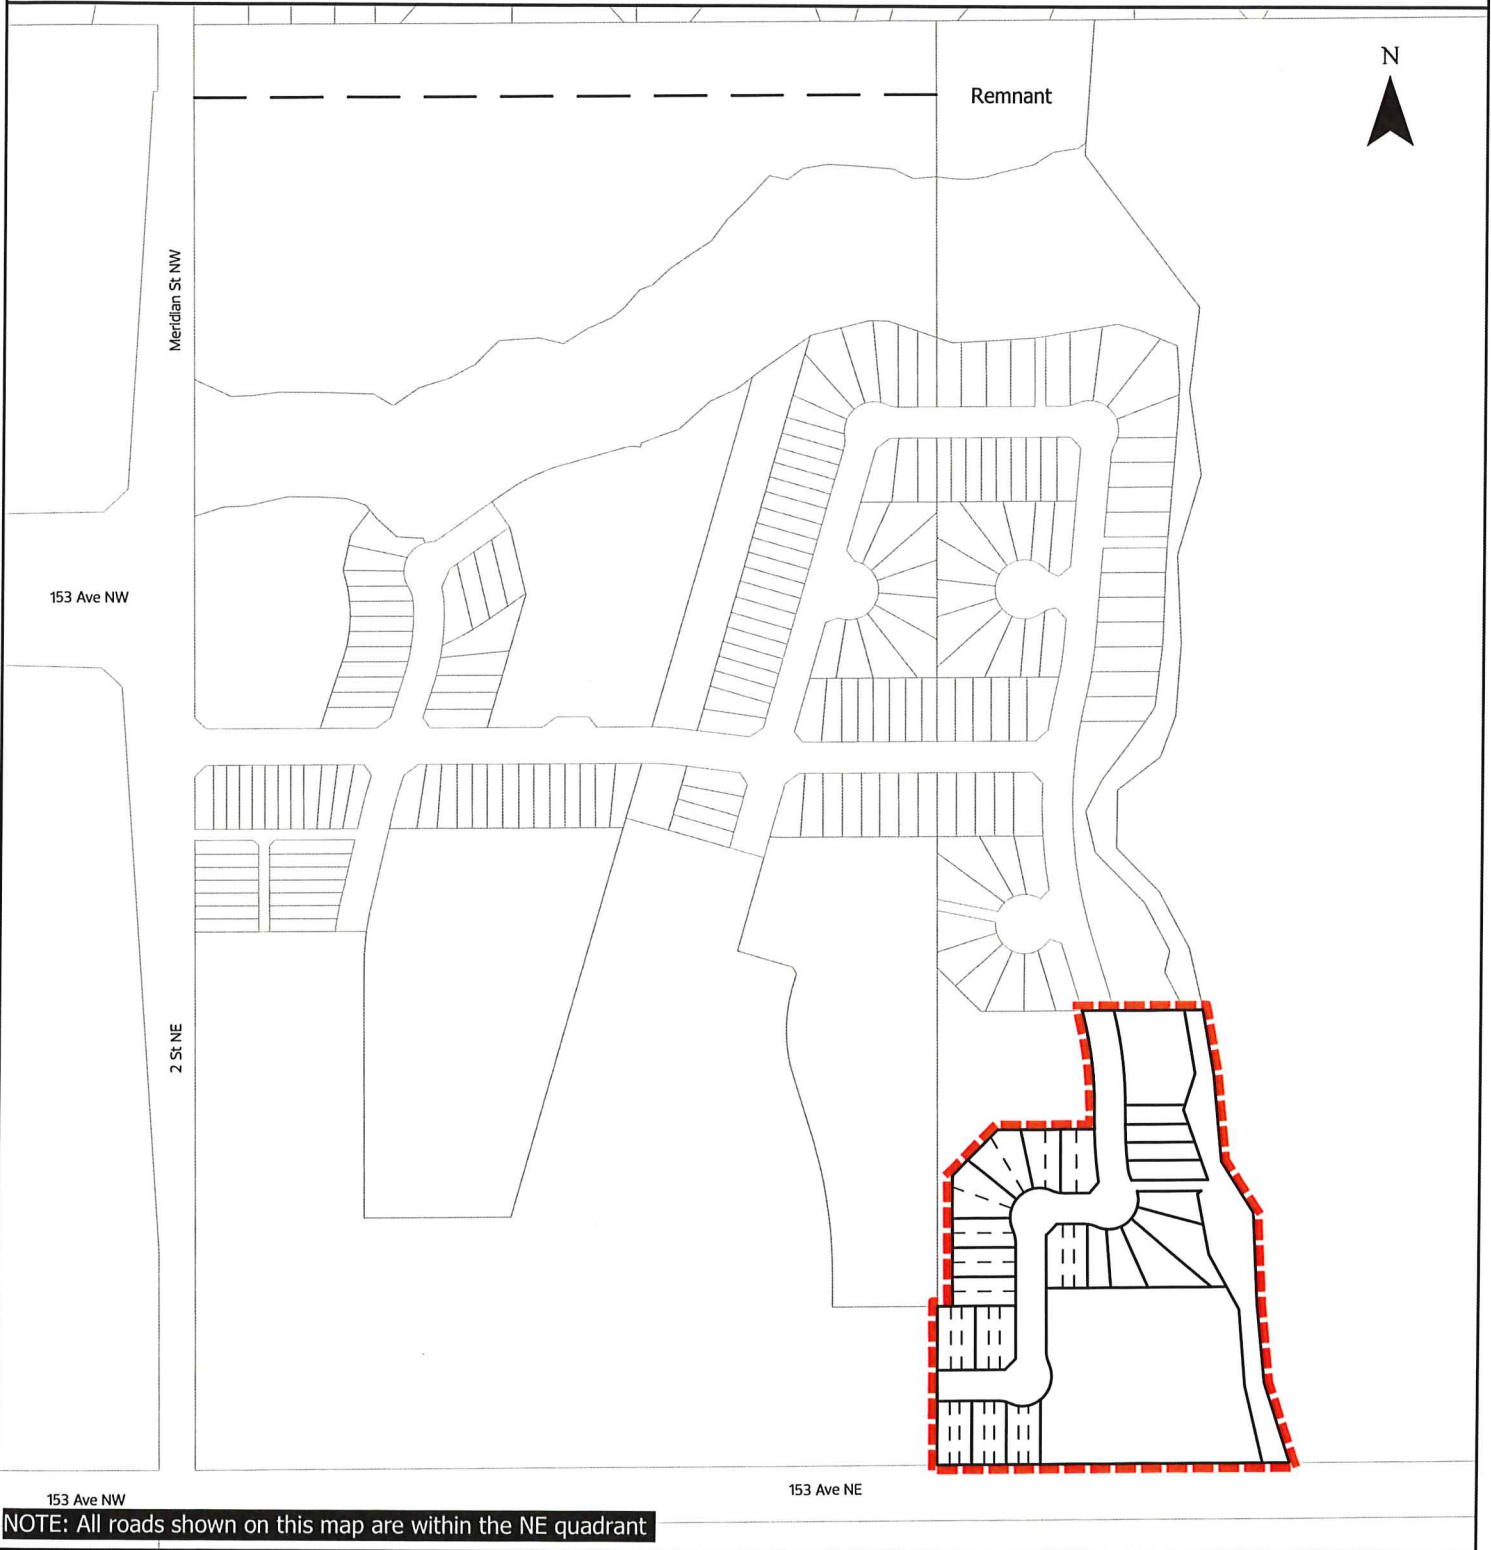 N
Remnant
Meridian St NW
153 Ave NW
2 St NE
153 Ave NE
153 Ave NW
NOTE: All roads shown on this map are within the NE quadrant